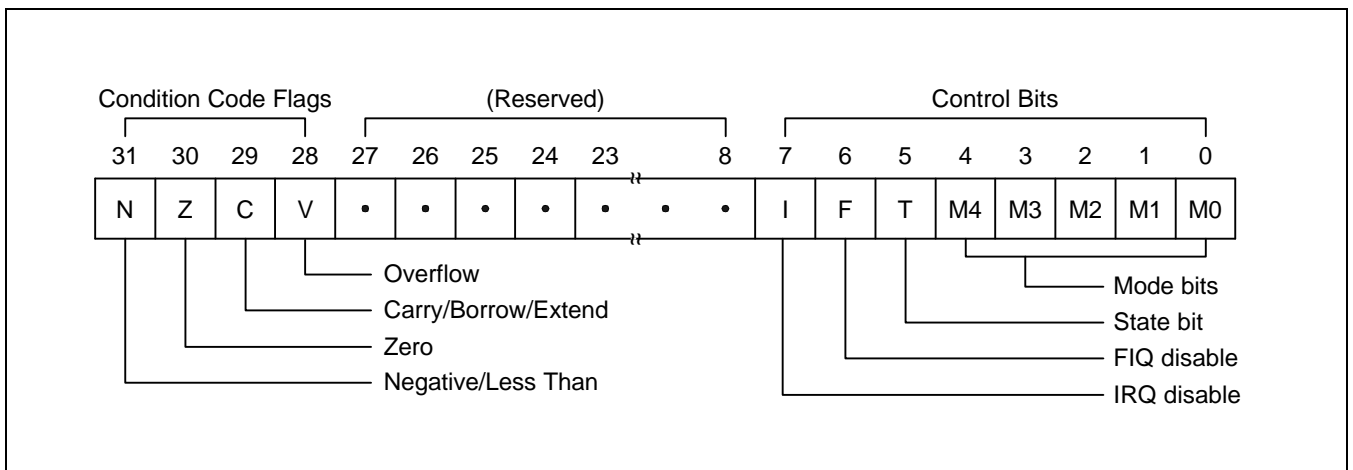 Condition Code Flags (Reserved) Control Bits
31 30 29 28 27 26 25 24 23 8 7 6 5 4 3 2 1 0
N Z C V • • • • • • • I F T M4 M3 M2 M1 M0
Overflow
Carry/Borrow/Extend
Zero
Negative/Less Than
Mode bits
State bit
FIQ disable
IRQ disable